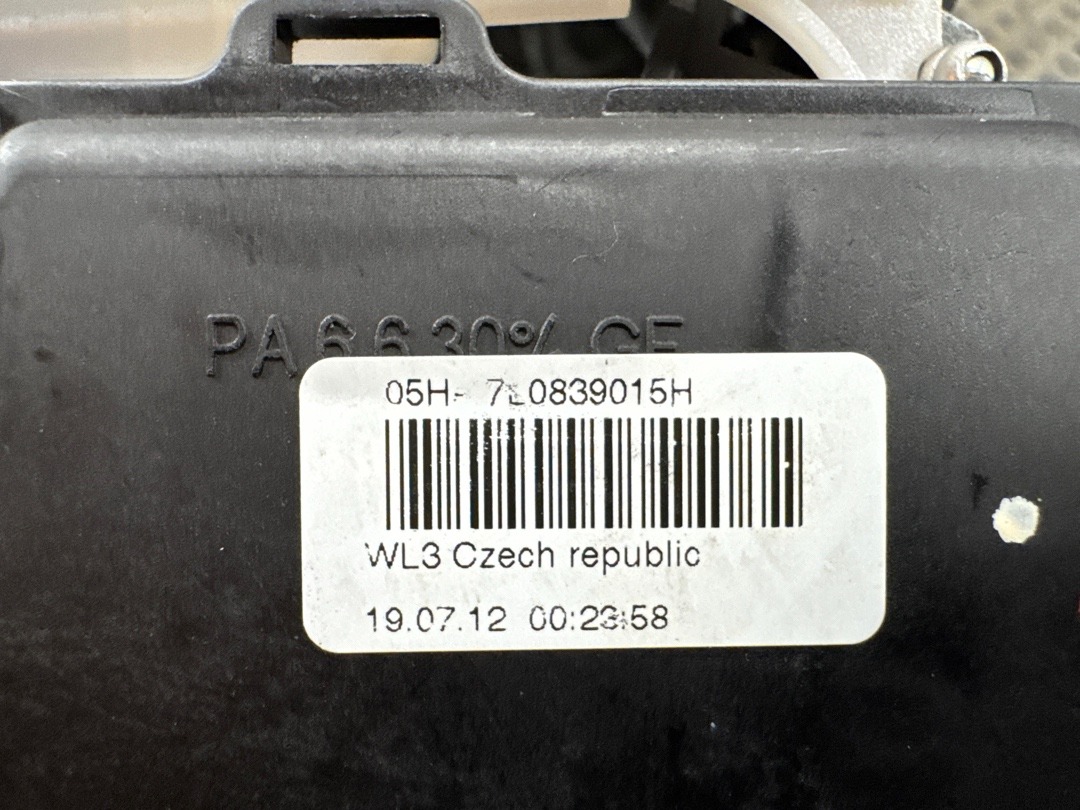 PA 6 6 30% GF
05H- 7L0839015H
WL3 Czech republic
19.07.12 00:23:58